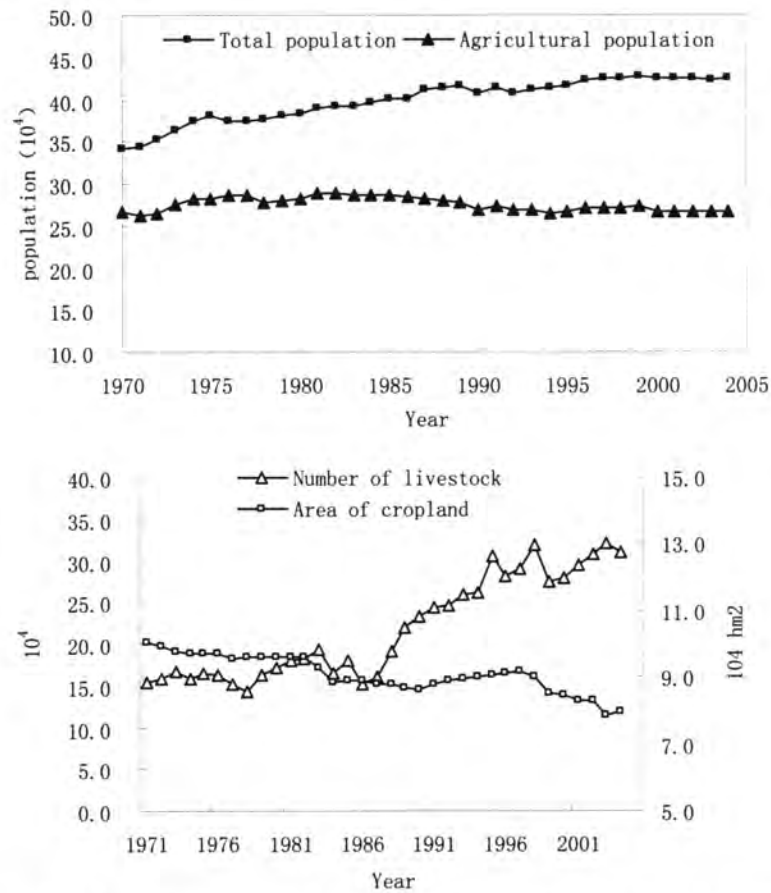 50. 0
Total population Agricultural population
45. 0
40. 0
35. 0
30. 0
25. 0
20. 0
15. 0
10. 0
population (10⁴)
1970 1975 1980 1985 1990 1995 2000 2005
Year
40. 0 Number of livestock 15. 0
Area of cropland
35. 0
30. 0 13. 0
25. 0
20. 0 11. 0
15. 0 9. 0
10. 0
5. 0 7. 0
0. 0 5. 0
10⁴
104 hm2
1971 1976 1981 1986 1991 1996 2001
Year